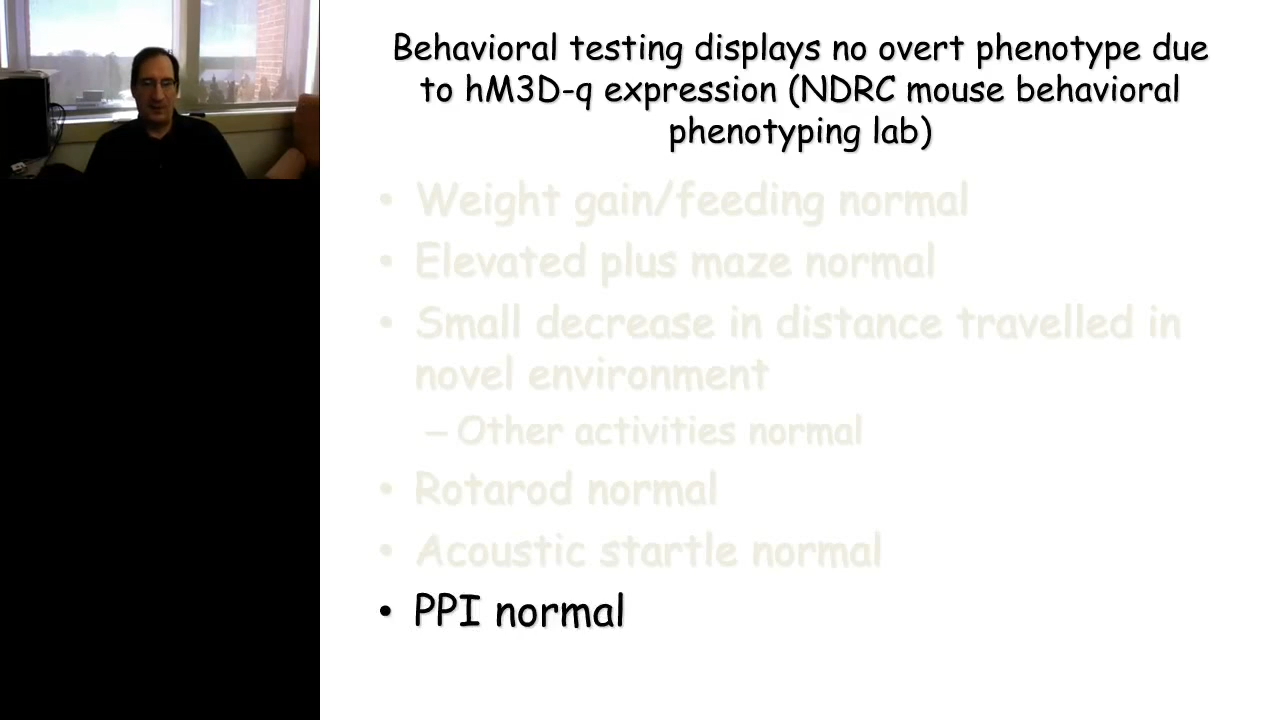 Behavioral testing displays no overt phenotype due
to hM3D-q expression (NDRC mouse behavioral
phenotyping lab)
• Weight gain/feeding normal
• Elevated plus maze normal
• Small decrease in distance travelled in
novel environment
– Other activities normal
• Rotarod normal
• Acoustic startle normal
• PPI normal